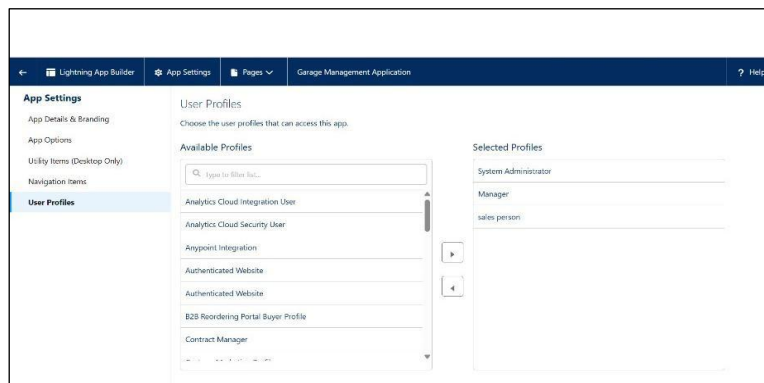 Lightning App Builder
App Settings
Pages
Garage Management Application
? Help
App Settings
App Details & Branding
App Options
Utility Items (Desktop Only)
Navigation Items
User Profiles
User Profiles
Choose the user profiles that can access this app.
Available Profiles
Type to filter list...
Analytics Cloud Integration User
Analytics Cloud Security User
Anypoint Integration
Authenticated Website
Authenticated Website
B2B Reordering Portal Buyer Profile
Contract Manager
Selected Profiles
System Administrator
Manager
sales person